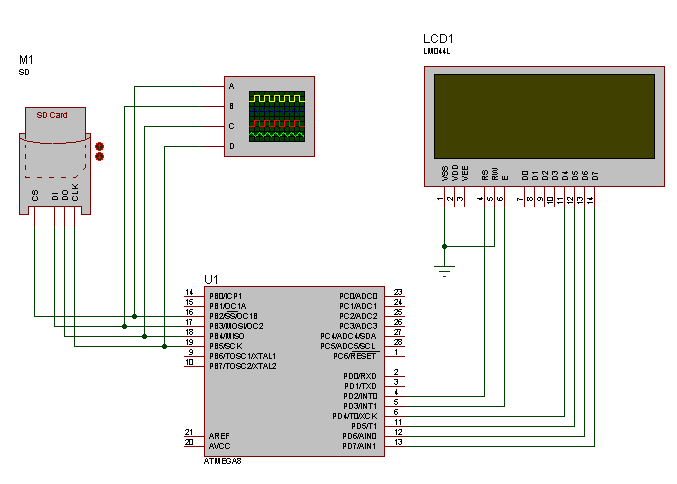 LCD1
LM044L
M1
SD
SD Card
CS
DI
DO
CLK
A
B
C
D
VSS
VDD
VEE
RS
RW
E
D0
D1
D2
D3
D4
D5
D6
D7
1
2
3
4
5
6
7
8
9
10
11
12
13
14
U1
14 PB0/ICP1 PC0/ADC0 23
15 PB1/OC1A PC1/ADC1 24
16 PB2/SS/OC1B PC2/ADC2 25
17 PB3/MOSI/OC2 PC3/ADC3 26
18 PB4/MISO PC4/ADC4/SDA 27
19 PB5/SCK PC5/ADC5/SCL 28
9 PB6/TOSC1/XTAL1 PC6/RESET 1
10 PB7/TOSC2/XTAL2
PD0/RXD 2
PD1/TXD 3
PD2/INT0 4
PD3/INT1 5
PD4/T0/XCK 6
PD5/T1 11
21 AREF PD6/AIN0 12
20 AVCC PD7/AIN1 13
ATMEGA8